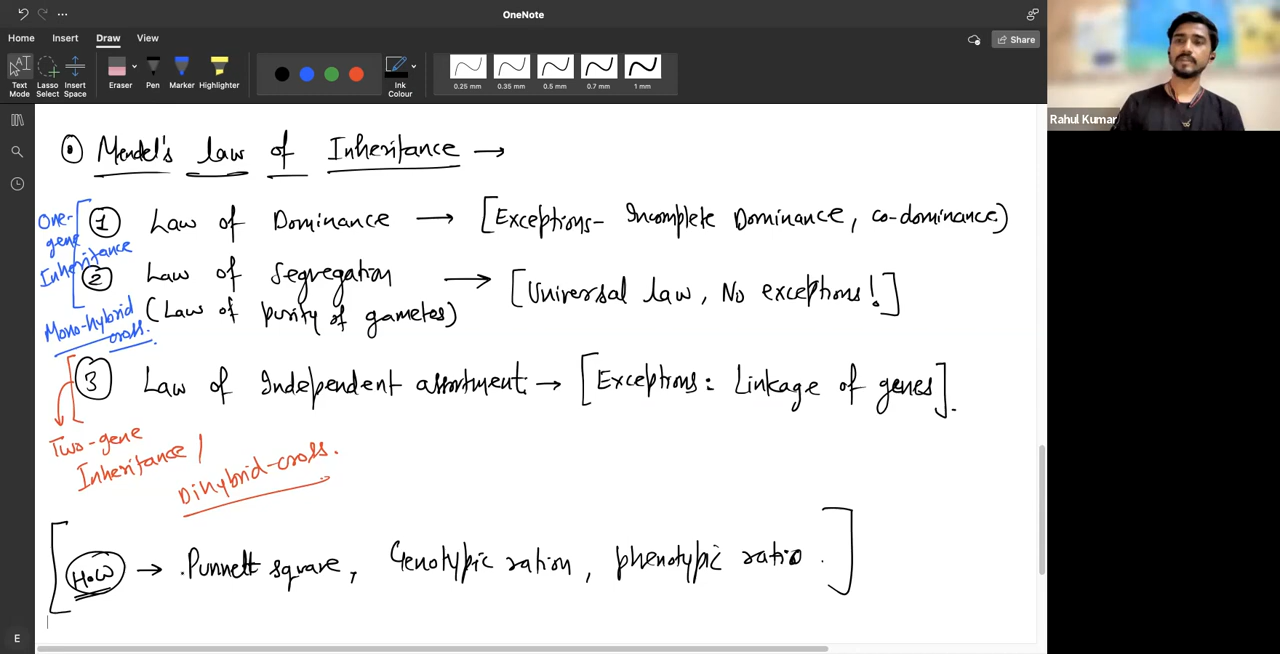 OneNote
Home Insert Draw View
Share
Text Mode
Lasso Select
Insert Space
Eraser
Pen
Marker
Highlighter
Ink Colour
0.25 mm
0.35 mm
0.5 mm
0.7 mm
1 mm
Rahul Kumar
Mendel's law of Inheritance →
① Law of Dominance → [Exceptions- Incomplete Dominance, co-dominance)
One-gene Inheritance
② Law of Segregation → [Universal law, No exceptions!]
(Law of purity of gametes)
Mono-hybrid cross.
③ Law of Independent assortment: → [Exceptions: Linkage of genes].
Two-gene
Inheritance /
Dihybrid-cross.
[H.W → .Punnett square, Genotypic ration, phenotypic ratio.]
E